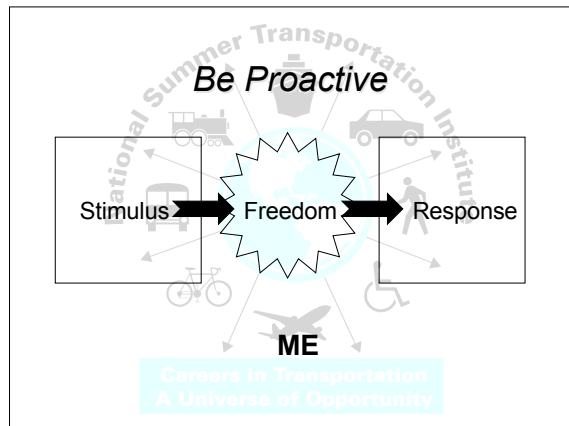 National Summer Transportation Institute
Be Proactive
Stimulus
Freedom
Response
ME
Careers in Transportation
A Universe of Opportunity